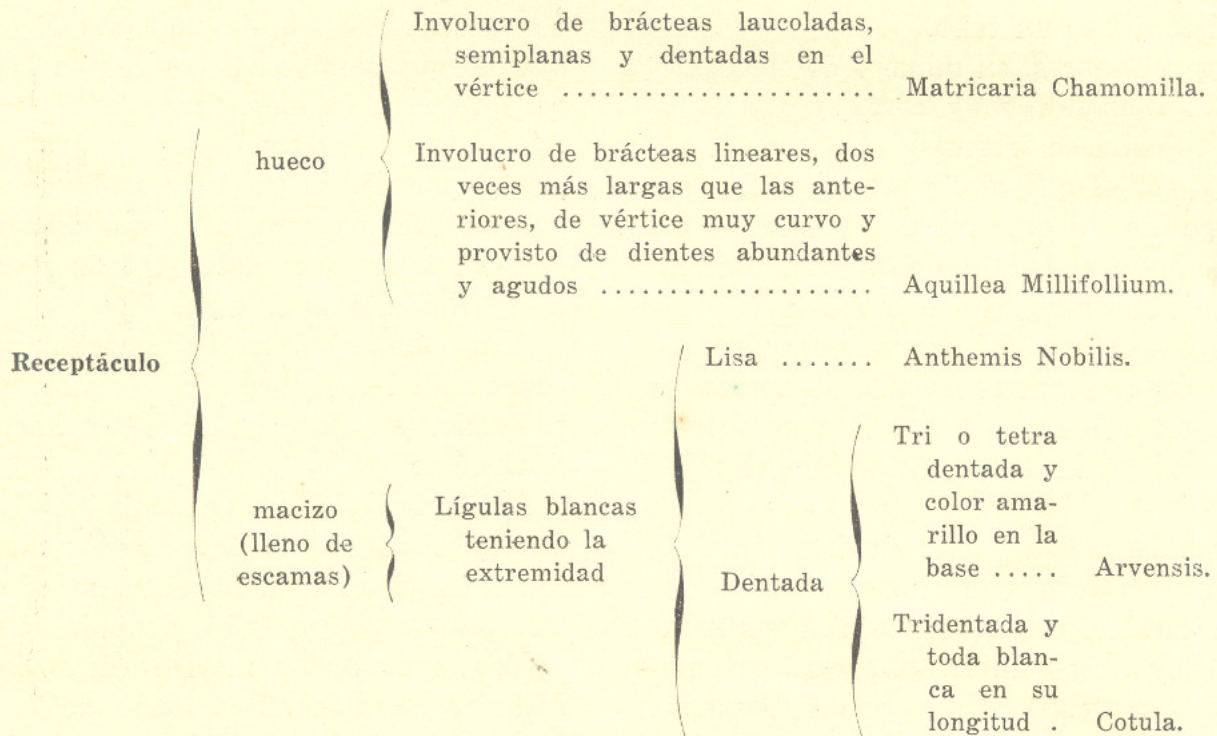 Involucro de brácteas laucoladas,
semiplanas y dentadas en el
vértice ...................... Matricaria Chamomilla.
hueco
Involucro de brácteas lineares, dos
veces más largas que las ante-
riores, de vértice muy curvo y
provisto de dientes abundantes
y agudos ................... Aquillea Millifollium.
Receptáculo
Lisa ....... Anthemis Nobilis.
macizo
(lleno de
escamas)
Lígulas blancas
teniendo la
extremidad
Dentada
Tri o tetra
dentada y
color ama-
rillo en la
base ..... Arvensis.
Tridentada y
toda blan-
ca en su
longitud . Cotula.